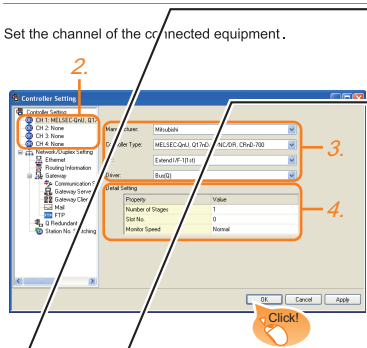 Set the channel of the connected equipment.
2.
Controller Setting
Controller Setting
CH 1: MELSEC-QnU, Q17
CH 2: None
CH 3: None
CH 4: None
Network/Duplex Setting
Ethernet
Routing Information
Gateway
Communication S
Gateway Serve
Gateway Clien
Mail
FTP
Q Redundant
Station No.
Manufacturer: Mitsubishi
Controller Type: MELSEC-QnU, Q17nD, NC/DR, CRnD-700
Extend I/F-1(1st)
Driver: Bus(Q)
3.
Detail Setting
Property Value
Number of Stages 1
Slot No. 0
Monitor Speed Normal
4.
OK Cancel Apply
Click!